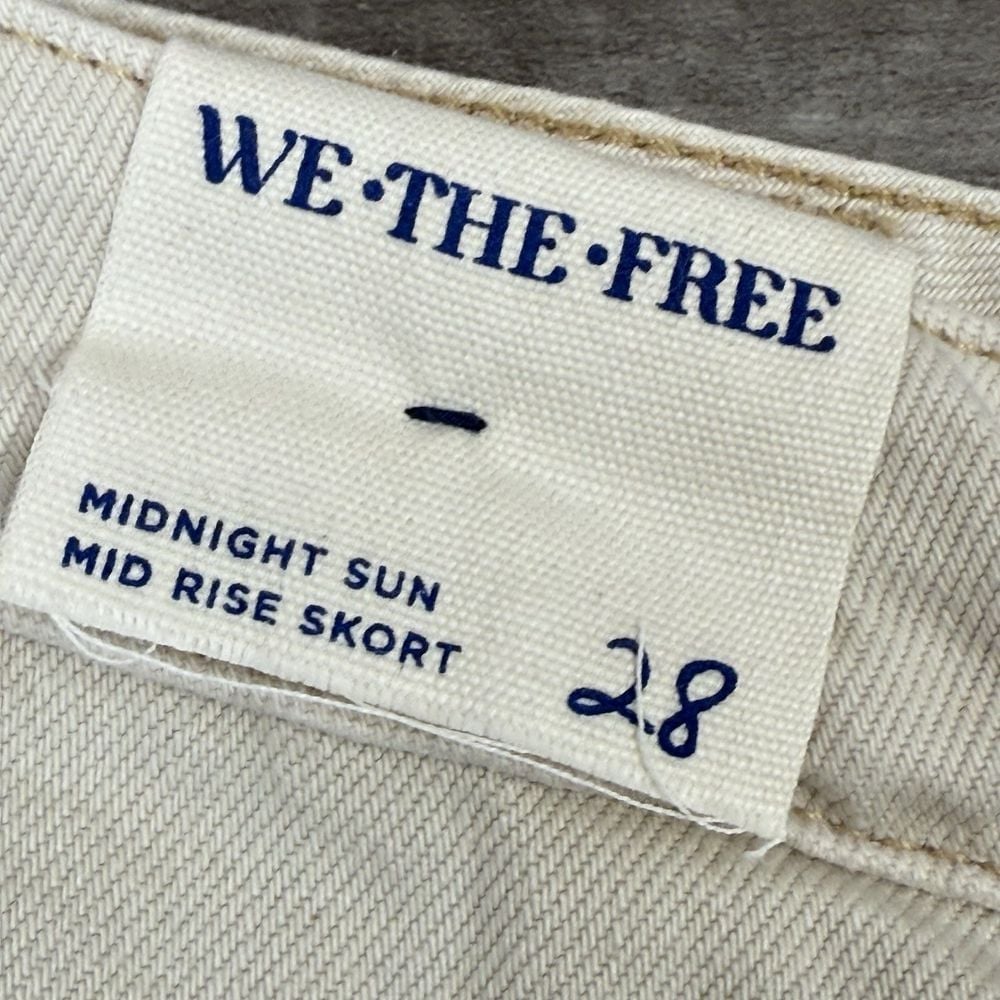 WE•THE•FREE
MIDNIGHT SUN
MID RISE SKORT
28